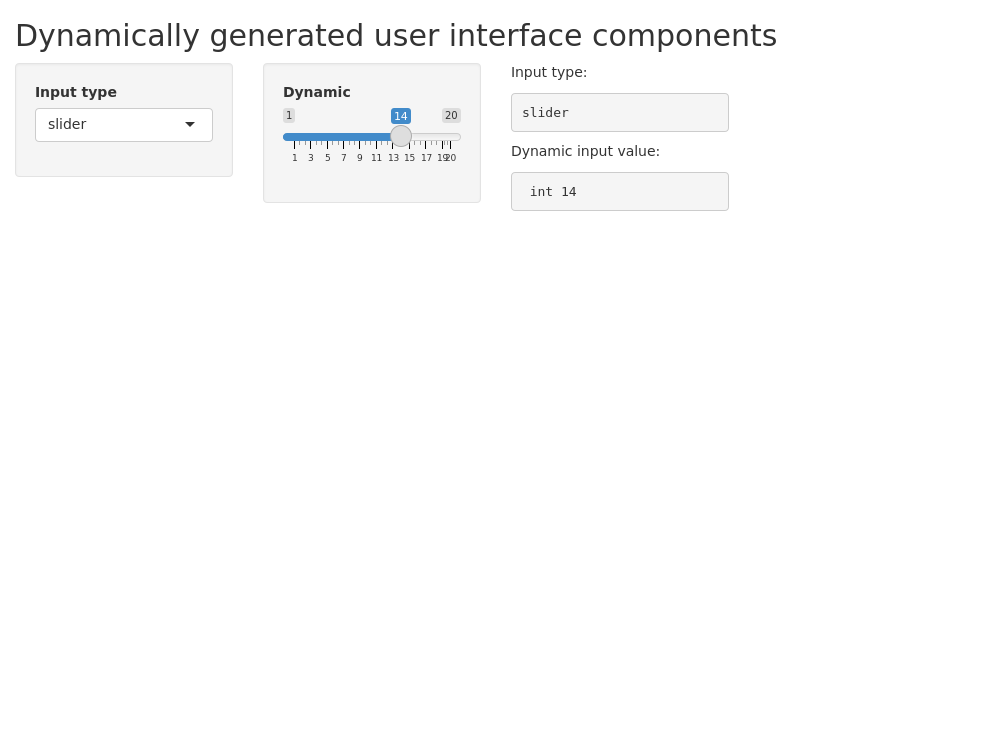 Dynamically generated user interface components
Input type
slider
Dynamic
1 14 20
1 3 5 7 9 11 13 15 17 19 20
Input type:
slider
Dynamic input value:
int 14